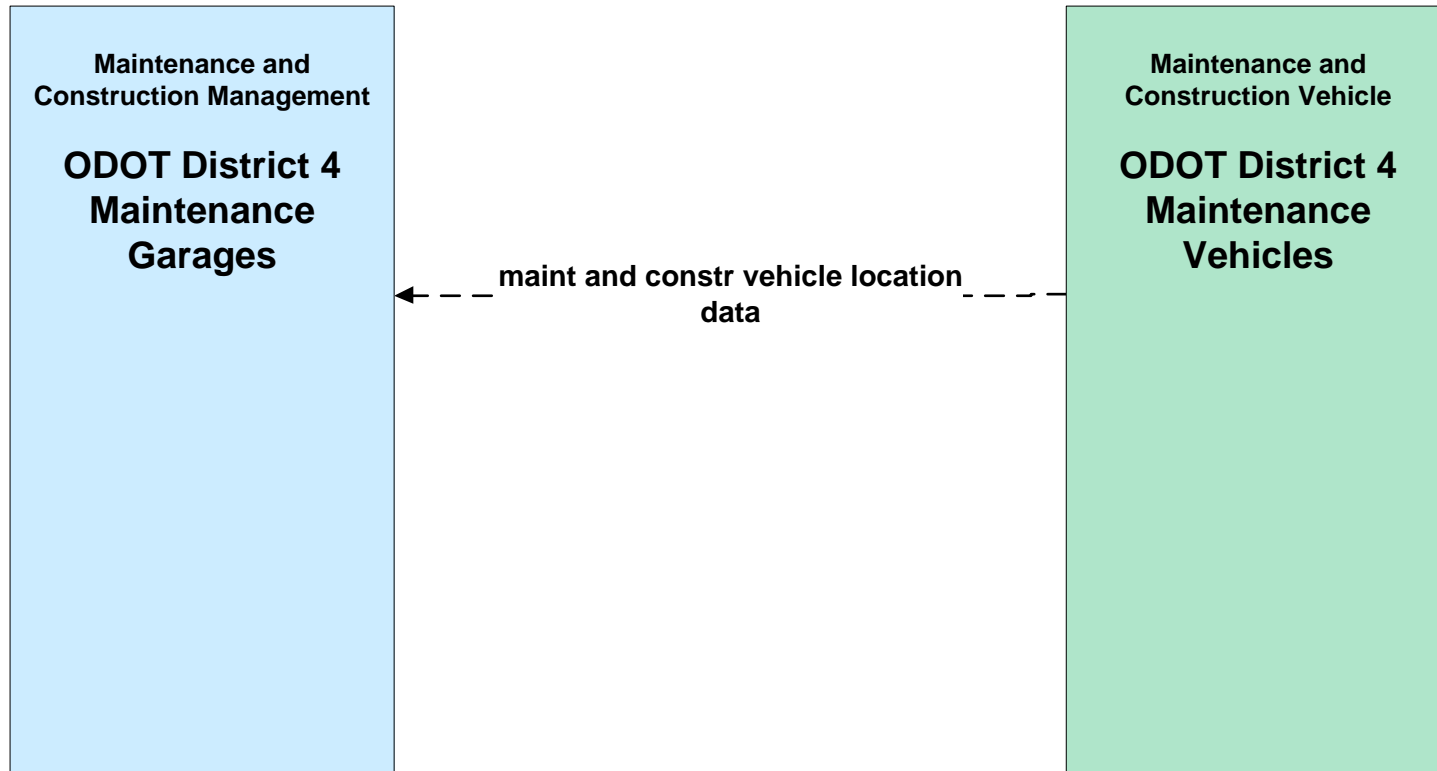 Maintenance and
Construction Management
ODOT District 4
Maintenance
Garages
maint and constr vehicle location
data
Maintenance and
Construction Vehicle
ODOT District 4
Maintenance
Vehicles